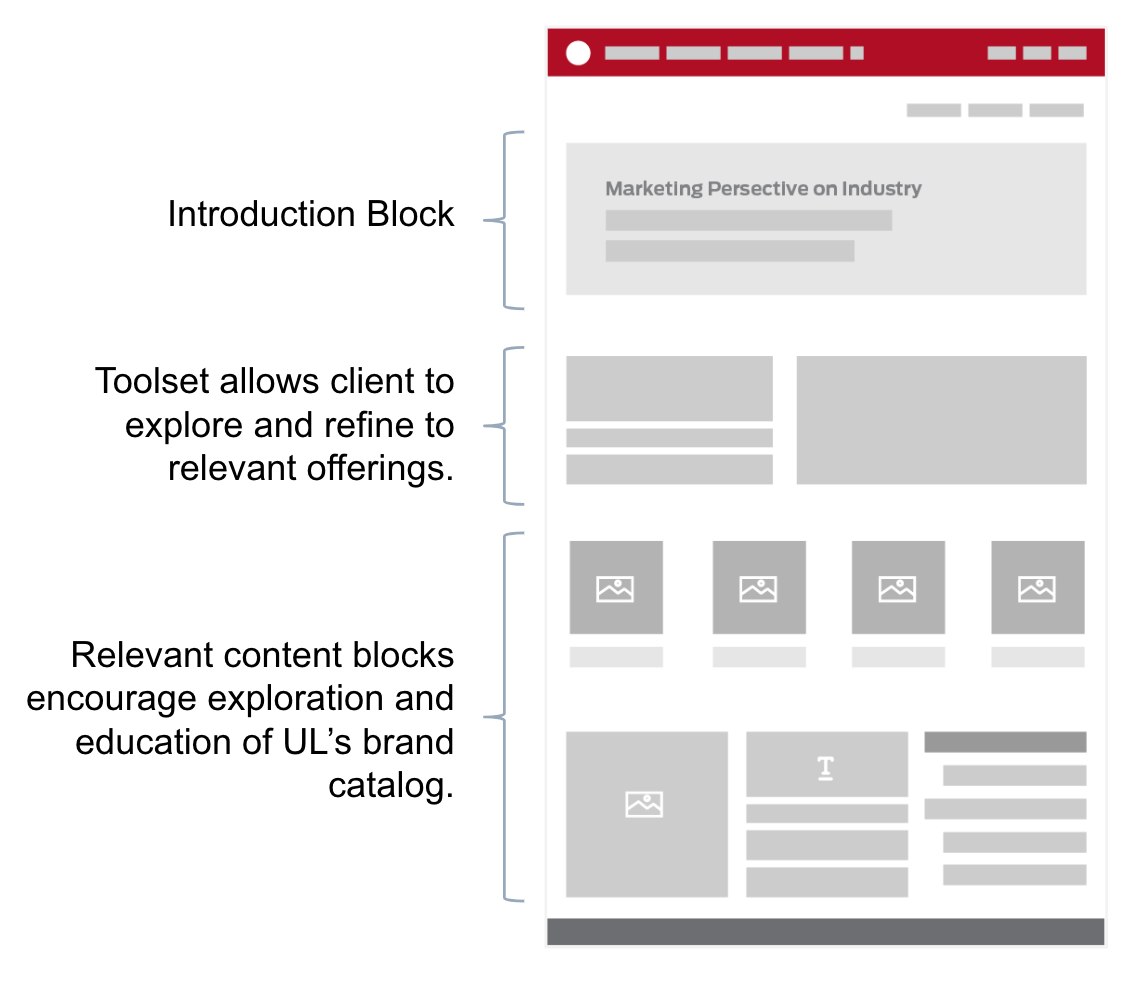 Marketing Persective on Industry
Introduction Block
Toolset allows client to
explore and refine to
relevant offerings.
Relevant content blocks
encourage exploration and
education of UL’s brand
catalog.
T